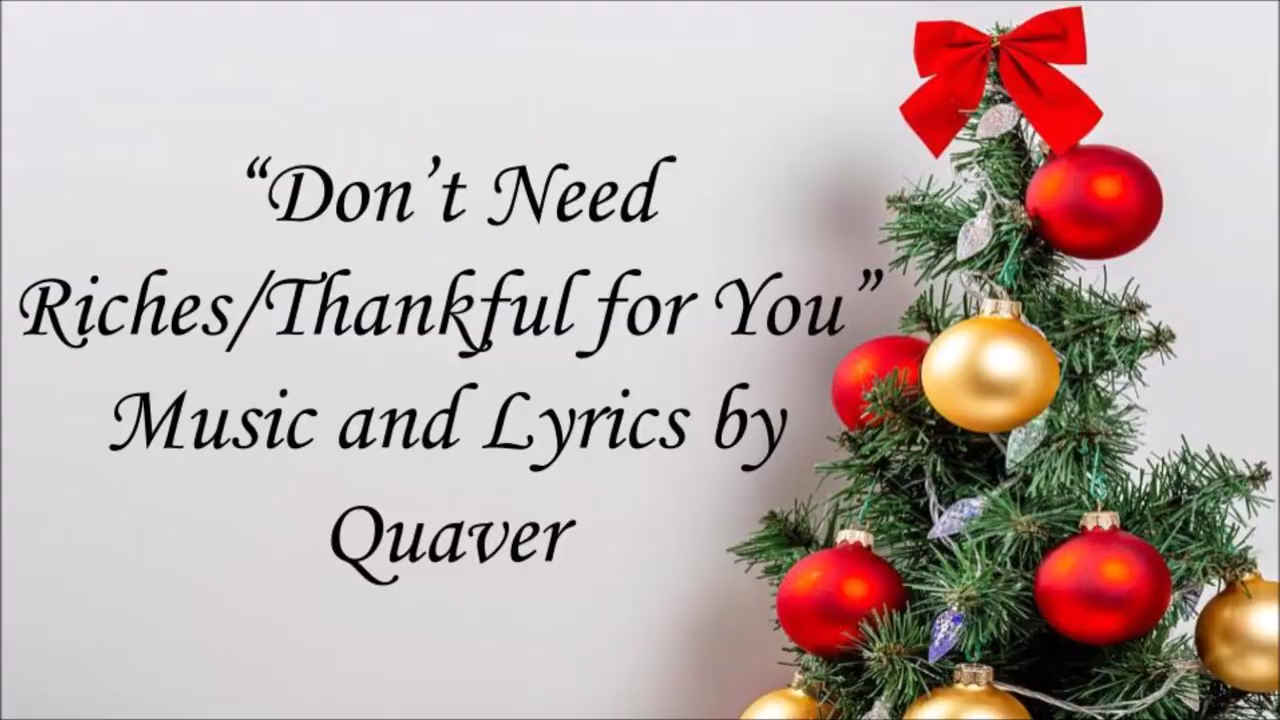 “Don’t Need
Riches/Thankful for You”
Music and Lyrics by
Quaver